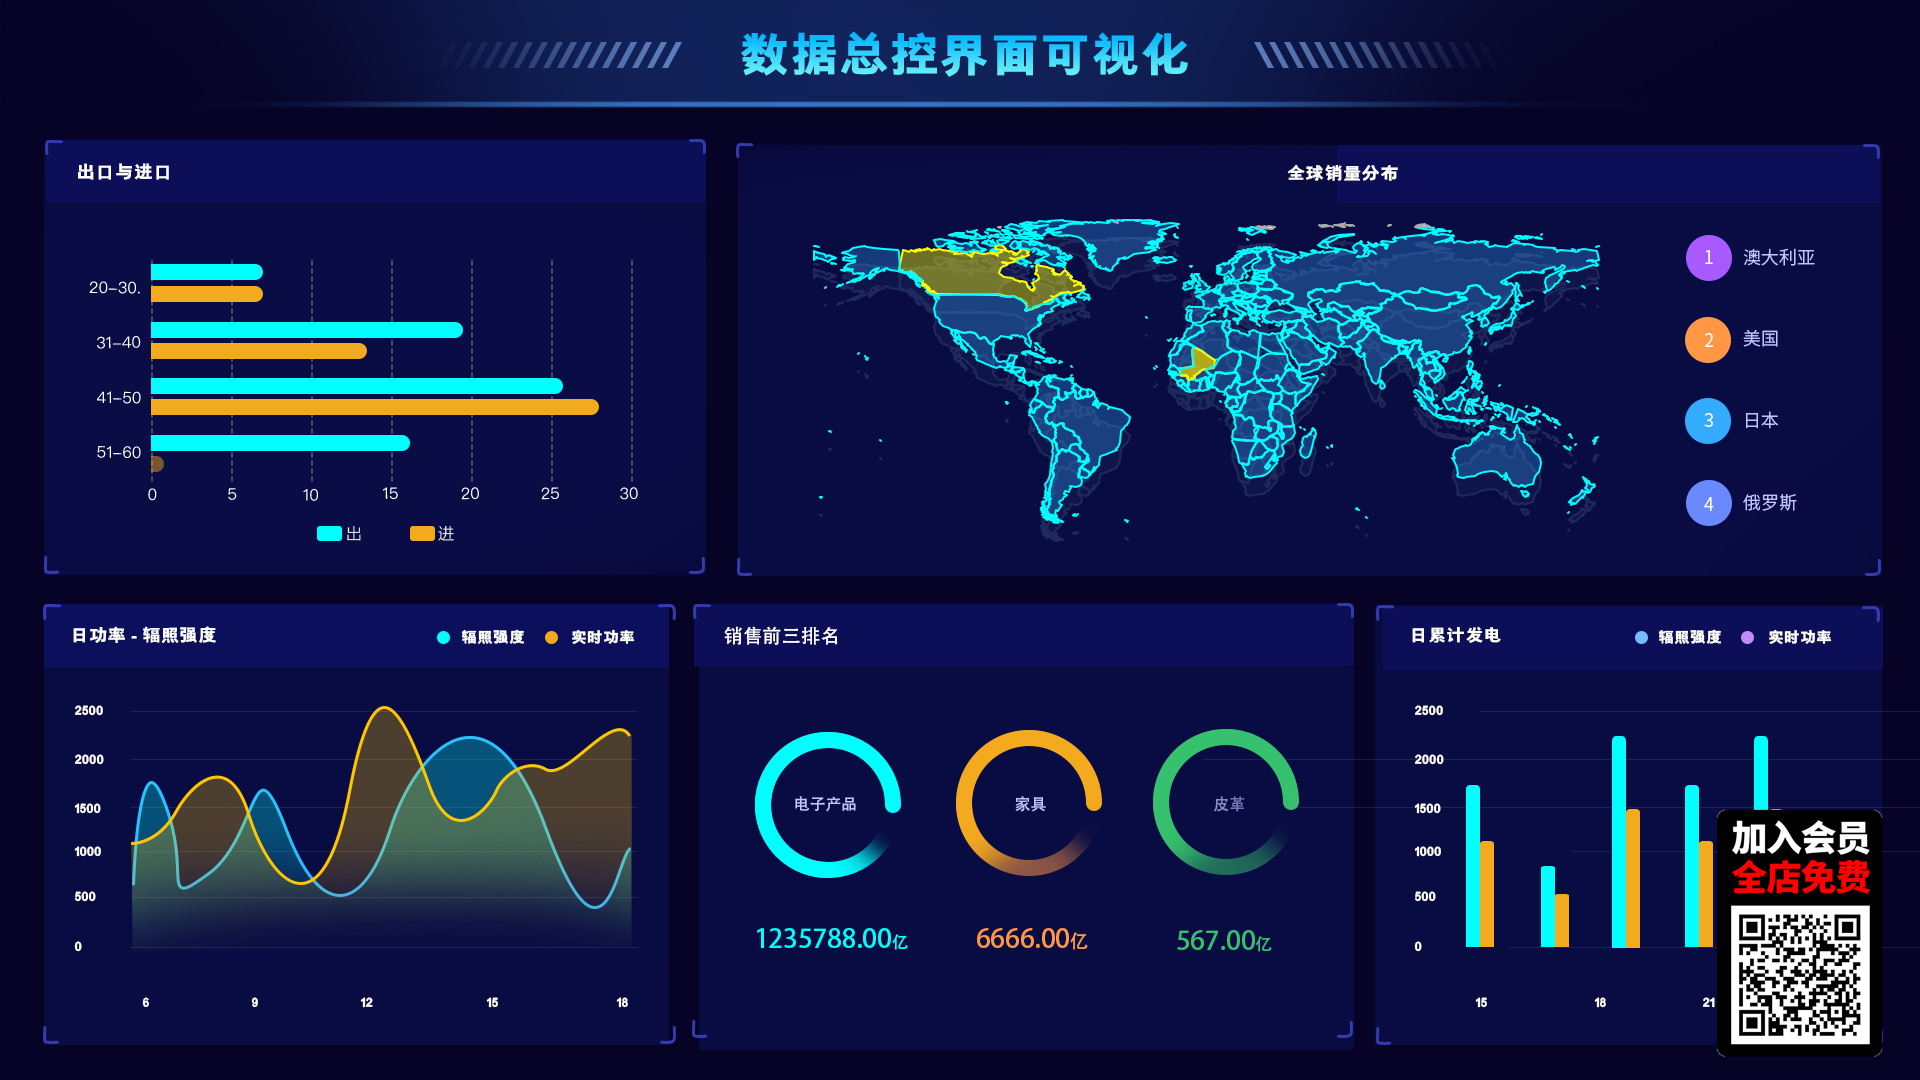 数据总控界面可视化
出口与进口
20-30.
31-40
41-50
51-60
0 5 10 15 20 25 30
出 进
全球销量分布
1 澳大利亚
2 美国
3 日本
4 俄罗斯
日功率 - 辐照强度
辐照强度 实时功率
2500
2000
1500
1000
500
0
6 9 12 15 18
销售前三排名
电子产品 家具 皮革
1235788.00亿 6666.00亿 567.00亿
日累计发电
辐照强度 实时功率
2500
2000
1500
1000
500
0
15 18 21
加入会员
全店免费